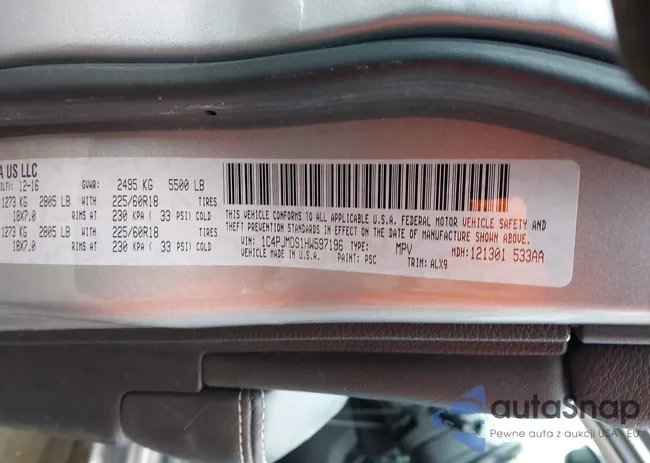 A US LLC
12-16 GVWR: 2495 KG 5500 LB
1273 KG 2805 LB WITH 225/60R18 TIRES
18X7.0 RIMS AT 230 KPA ( 33 PSI) COLD
1273 KG 2805 LB WITH 225/60R18 TIRES
18X7.0 RIMS AT 230 KPA ( 33 PSI) COLD
THIS VEHICLE CONFORMS TO ALL APPLICABLE U.S.A. FEDERAL MOTOR VEHICLE SAFETY AND
THEFT PREVENTION STANDARDS IN EFFECT ON THE DATE OF MANUFACTURE SHOWN ABOVE.
VIN: 1C4PJMDS1HW597196 TYPE: MPV MDH: 121301 533AA
VEHICLE MADE IN U.S.A. PAINT: PSC TRIM: ALX9
autoSnap
Pewne auta z aukcji USA i EU